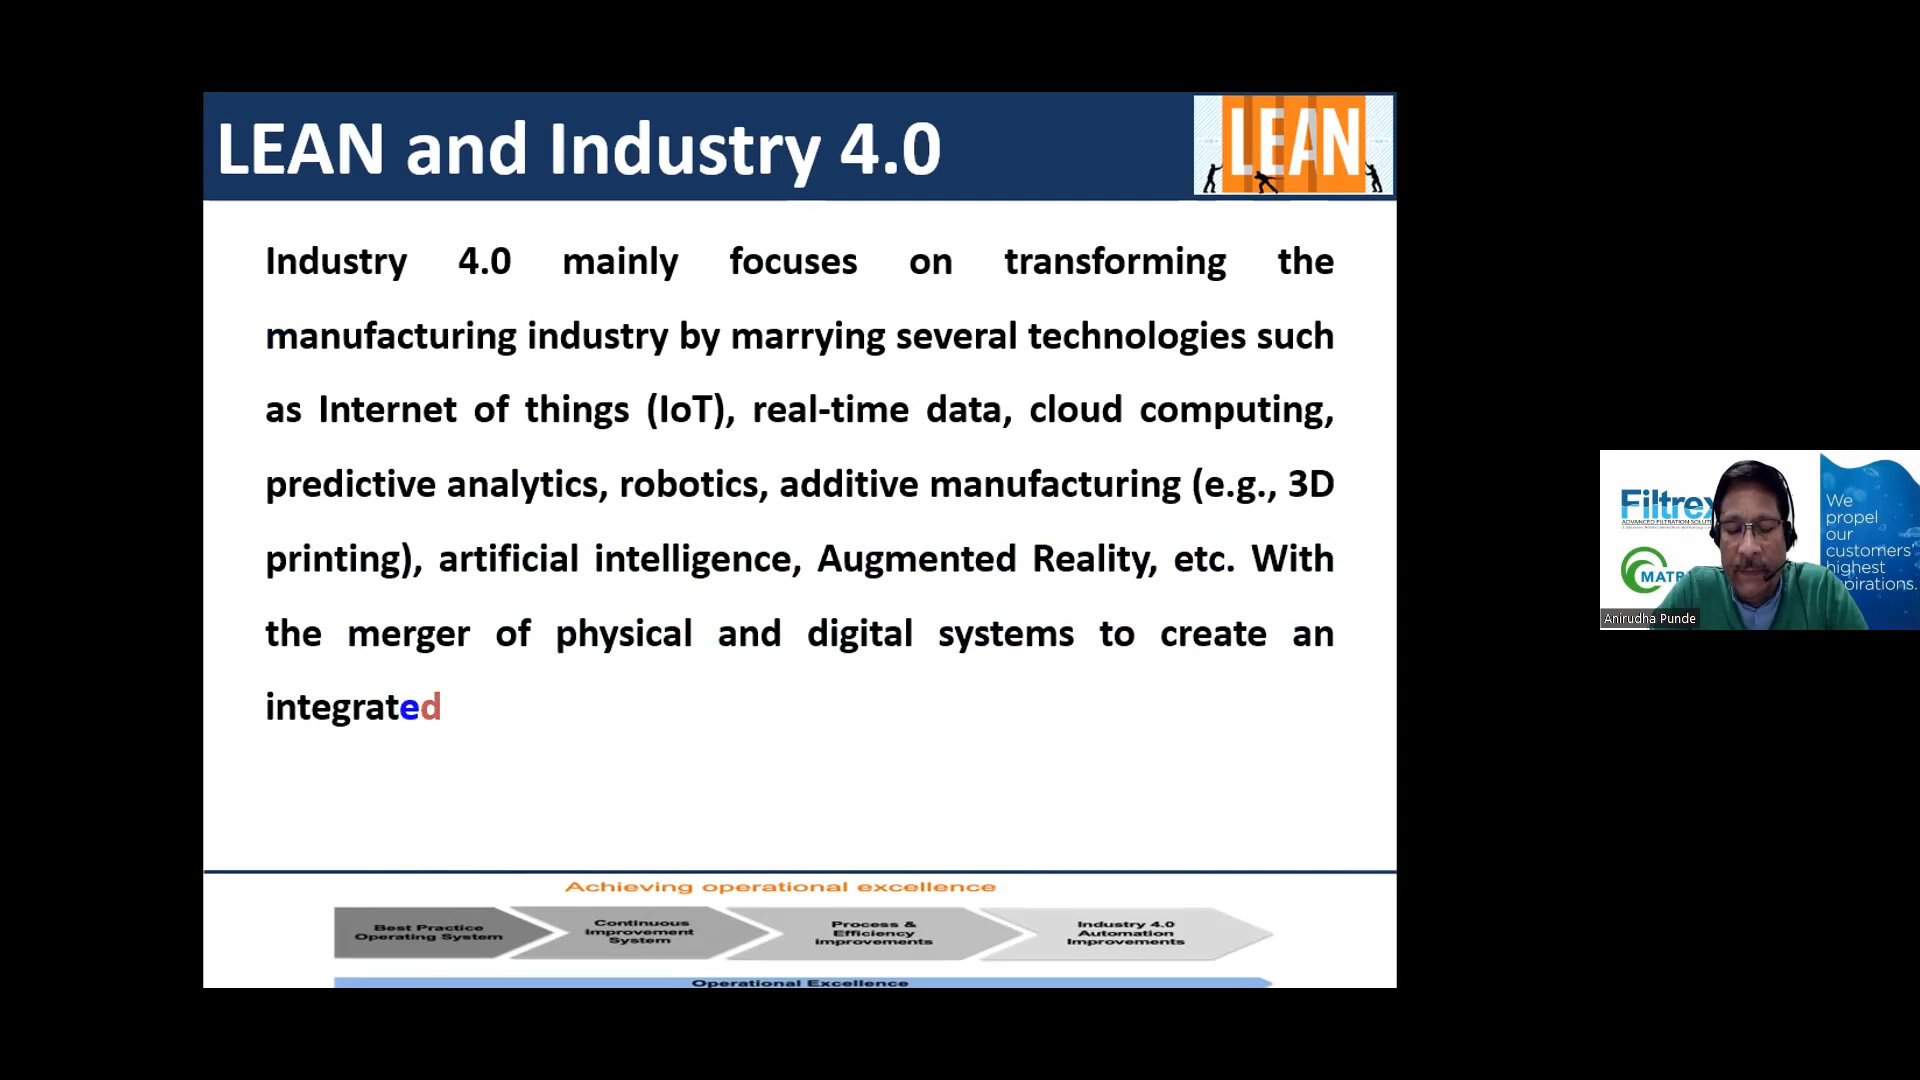 LEAN and Industry 4.0
LEAN
Industry 4.0 mainly focuses on transforming the
manufacturing industry by marrying several technologies such
as Internet of things (IoT), real-time data, cloud computing,
predictive analytics, robotics, additive manufacturing (e.g., 3D
printing), artificial intelligence, Augmented Reality, etc. With
the merger of physical and digital systems to create an
integrated
Achieving operational excellence
Best Practice
Operating System
Continuous
Improvement
System
Process &
Efficiency
improvements
Industry 4.0
Automation
Improvements
Operational Excellence
Filtrex
ADVANCED FILTRATION SOLUTI
MATR
We
propel
our
customers'
highest
pirations.
Anirudha Punde